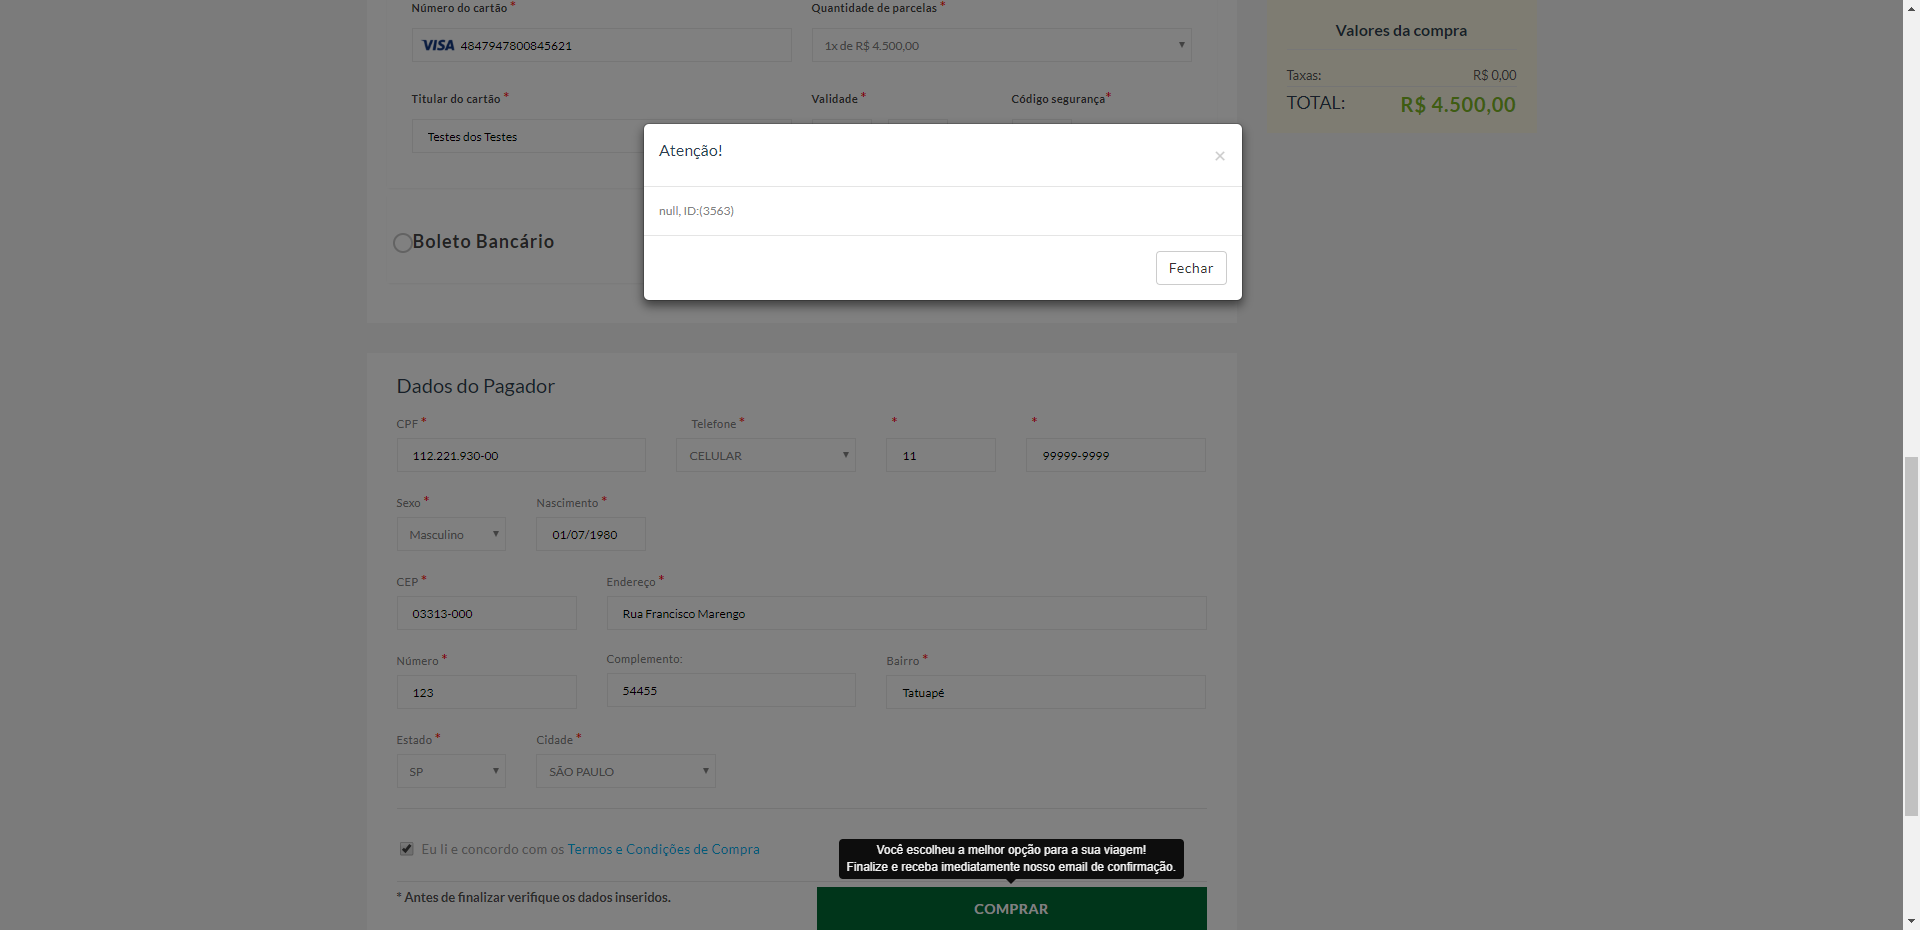 Número do cartão *
Quantidade de parcelas *
VISA 4847947800845621
1x de R$ 4.500,00
Titular do cartão *
Validade *
Código segurança*
Testes dos Testes
Valores da compra
Taxas: R$ 0,00
TOTAL: R$ 4.500,00
Atenção!
×
null, ID:(3563)
Fechar
Boleto Bancário
Dados do Pagador
CPF *
Telefone *
*
*
112.221.930-00
CELULAR
11
99999-9999
Sexo *
Nascimento *
Masculino
01/07/1980
CEP *
Endereço *
03313-000
Rua Francisco Marengo
Número *
Complemento:
Bairro *
123
54455
Tatuapé
Estado *
Cidade *
SP
SÃO PAULO
Eu li e concordo com os Termos e Condições de Compra
Você escolheu a melhor opção para a sua viagem!
Finalize e receba imediatamente nosso email de confirmação.
* Antes de finalizar verifique os dados inseridos.
COMPRAR